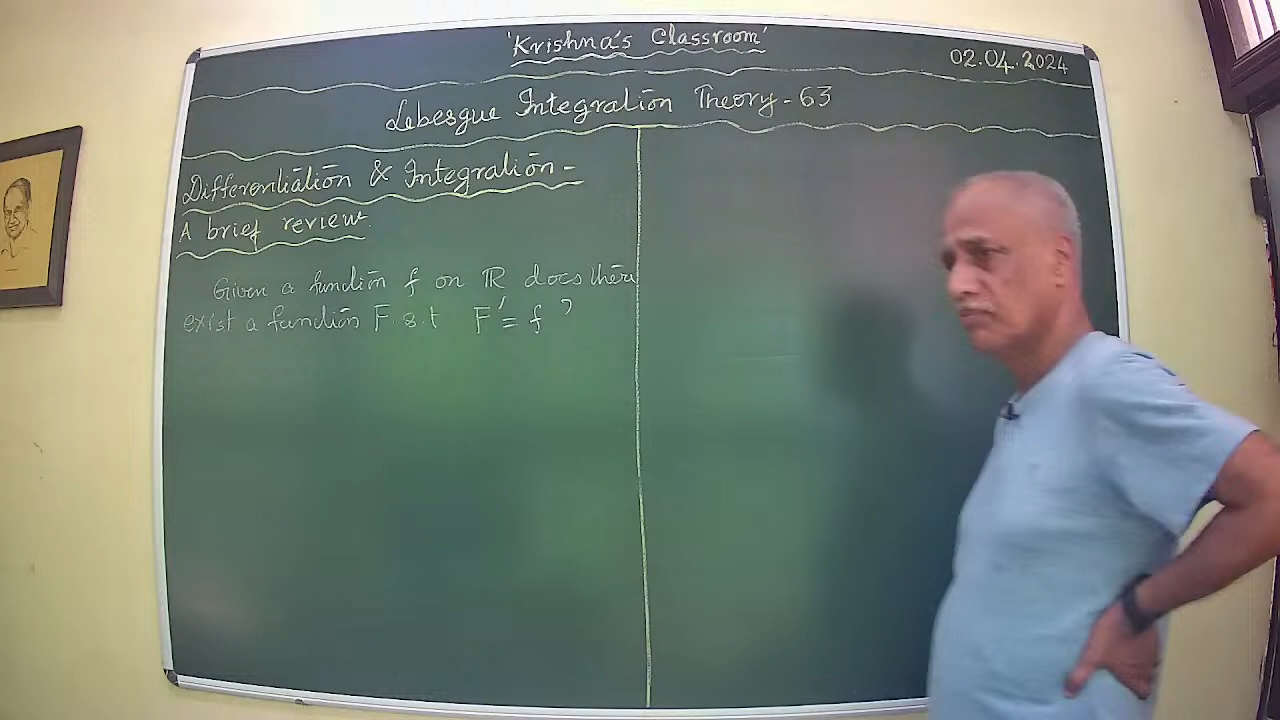 'Krishna's Classroom'
02.04.2024
Lebesgue Integration Theory - 63
Differentiation & Integration -
A brief review.
Given a function f on ℝ does there
exist a function F s.t F' = f ?